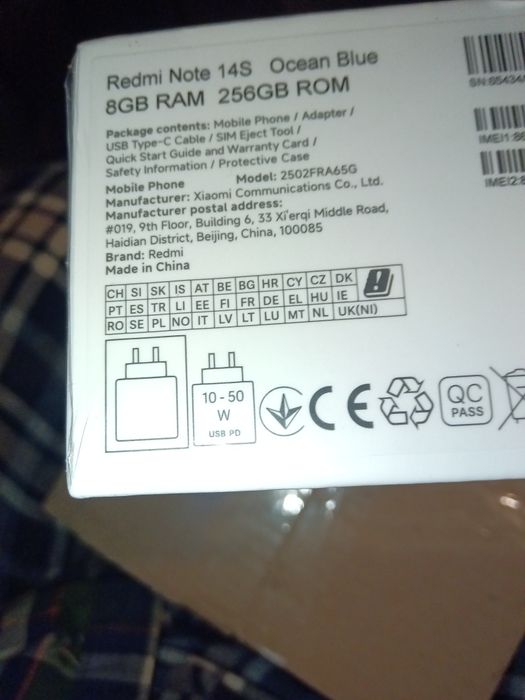 Redmi Note 14S Ocean Blue
8GB RAM 256GB ROM
Package contents: Mobile Phone / Adapter /
USB Type-C Cable / SIM Eject Tool /
Quick Start Guide and Warranty Card /
Safety Information / Protective Case
Mobile Phone Model: 2502FRA65G
Manufacturer: Xiaomi Communications Co., Ltd.
Manufacturer postal address:
#019, 9th Floor, Building 6, 33 Xi'erqi Middle Road,
Haidian District, Beijing, China, 100085
Brand: Redmi
Made in China
CH SI SK IS AT BE BG HR CY CZ DK
PT ES TR LI EE FI FR DE EL HU IE
RO SE PL NO IT LV LT LU MT NL UK(NI)
10 - 50
W
USB PD
CE
QC
PASS
SN:
IMEI1:
IMEI2: